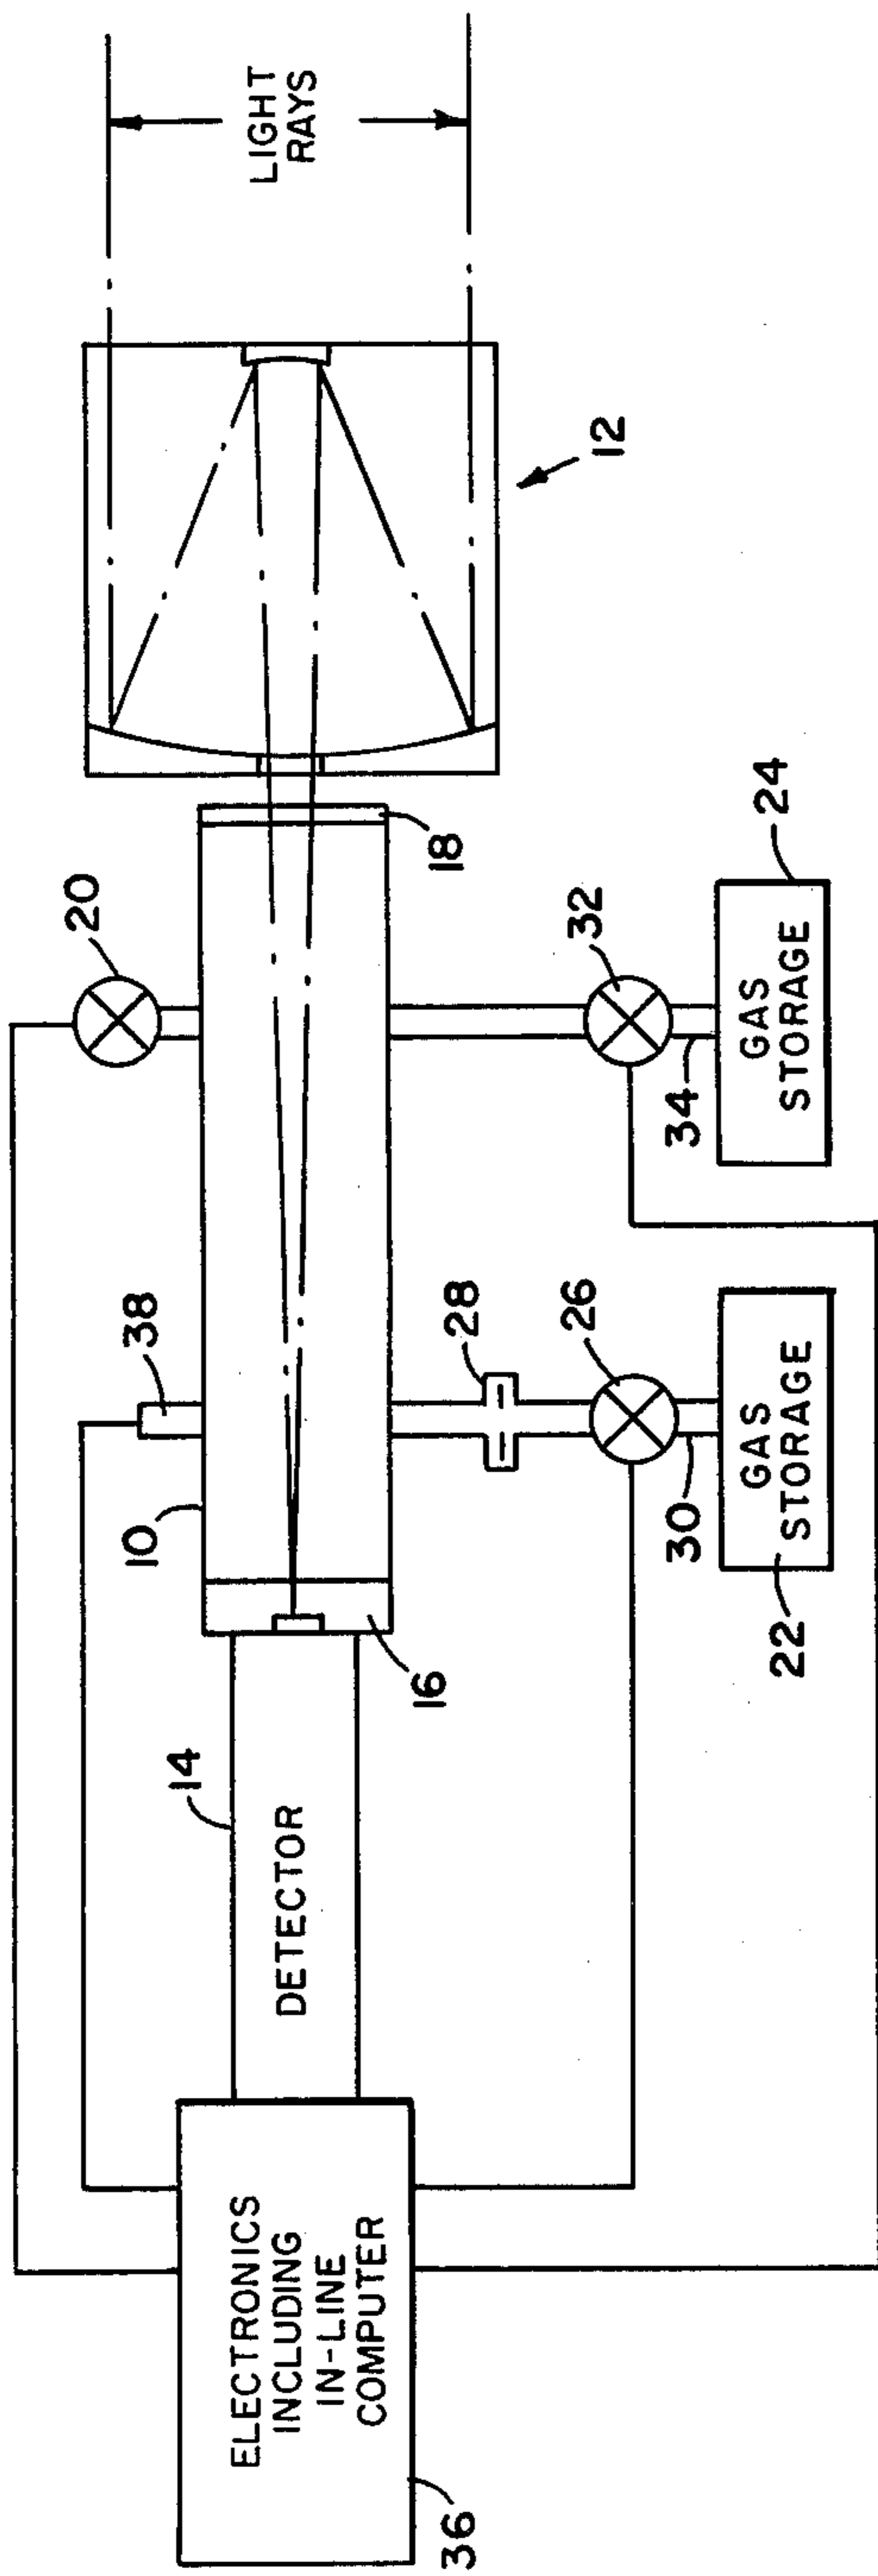 LIGHT
RAYS
12
20
18
38
10
32
34
24
GAS
STORAGE
28
26
30
22
GAS
STORAGE
16
14
DETECTOR
ELECTRONICS
INCLUDING
IN-LINE
COMPUTER
36